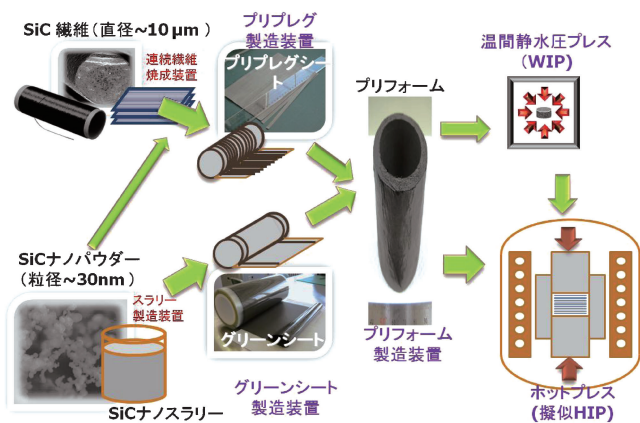 SiC 繊維(直径~10μm)
連続繊維
焼成装置
プリプレグ
製造装置
プリプレグシー
ト
プリフォーム
温間静水圧プレス
(WIP)
SiCナノパウダー
(粒径~30nm)
スラリー
製造装置
SiCナノスラリー
グリーンシート
グリーンシート
製造装置
プリフォーム
製造装置
ホットプレス
(擬似HIP)